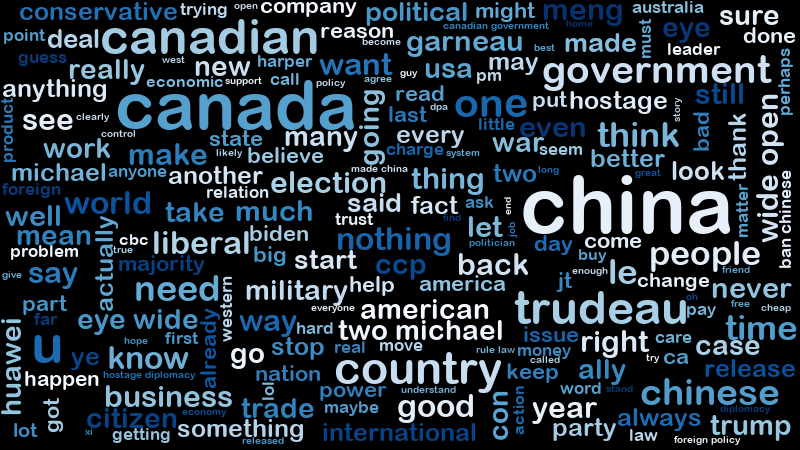 conservative
trying
open
company
political
might
meng
australia
sure
point
deal
canadian
reason
become
canadian government
garneau
best
home
made
must
eye
leader
done
guess
west
really
new
harper
want
usa
pm
may
government
perhaps
anything
economic
support
call
policy
agree
guy
canada
read
one
put
hostage
story
still
product
see
clearly
control
state
many
going
last
dpa
every
little
even
war
seem
think
bad
thank
wide open
work
make
likely
believe
charge
system
better
michael
anyone
another
made china
election
thing
two
long
great
look
foreign
relation
world
take
much
said
fact
ask
end
china
matter
ban chinese
well
trust
find
let
job
mean
actually
cbc
true
liberal
biden
nothing
politician
day
come
people
problem
big
start
ccp
back
buy
say
give
majority
america
jt
enough
le
change
friend
never
need
military
help
part
western
everyone
american
trudeau
oh
pay
free
cheap
far
eye wide
way
hard
two michael
issue
right
care
time
huawei
u
hope
first
already
stop
real
move
rule law
money
case
ye
know
go
country
called
try
ca
happen
hostage diplomacy
nation
keep
ally
release
business
lol
power
understand
con
action
word
stand
chinese
got
citizen
economy
trade
maybe
good
year
diplomacy
always
trump
lot
xi
getting
something
released
international
party
law
foreign policy